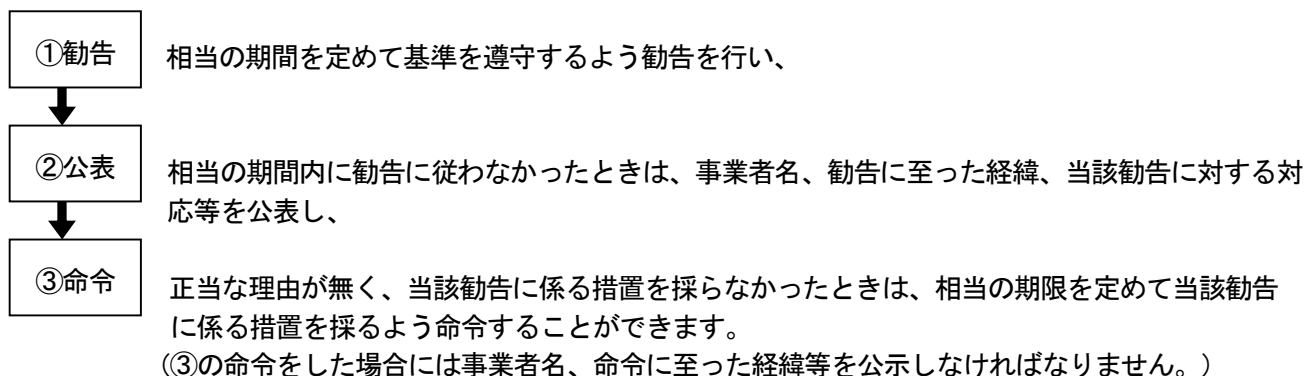 ①勧告
相当の期間を定めて基準を遵守するよう勧告を行い、
②公表
相当の期間内に勧告に従わなかったときは、事業者名、勧告に至った経緯、当該勧告に対する対
応等を公表し、
③命令
正当な理由が無く、当該勧告に係る措置を採らなかったときは、相当の期限を定めて当該勧告
に係る措置を採るよう命令することができます。
（③の命令をした場合には事業者名、命令に至った経緯等を公示しなければなりません。）